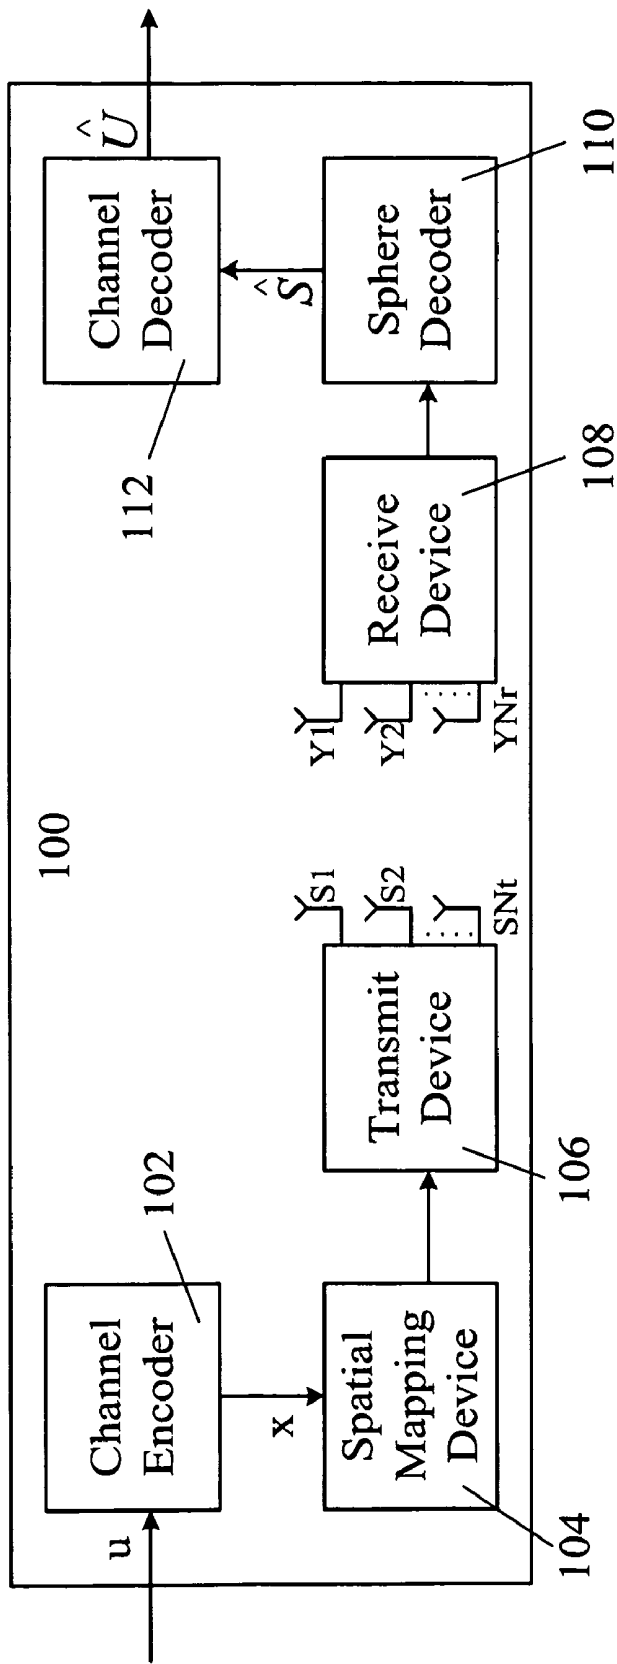 100
u
Channel
Encoder
102
x
Spatial
Mapping
Device
104
Transmit
Device
106
S1
S2
.....
SNt
Y1
Y2
.....
YNr
Receive
Device
108
Sphere
Decoder
110
Ŝ
Channel
Decoder
112
Û